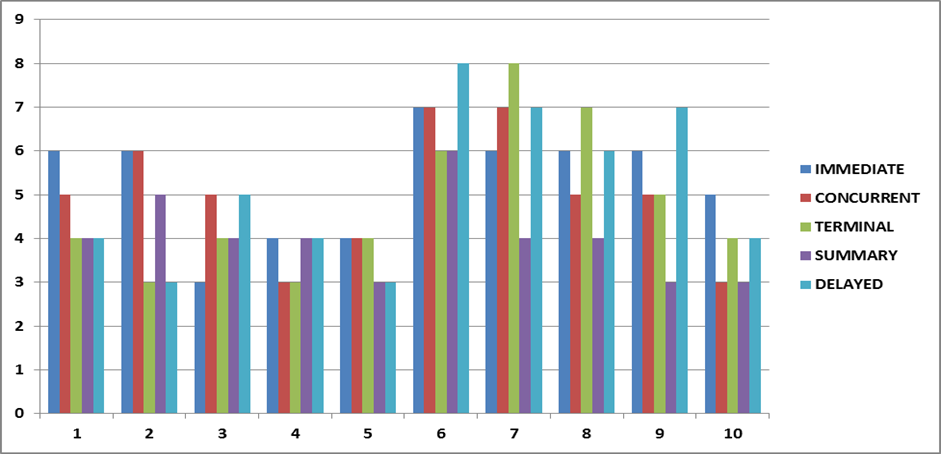 9
8
7
6
5
4
3
2
1
0
1 2 3 4 5 6 7 8 9 10
IMMEDIATE
CONCURRENT
TERMINAL
SUMMARY
DELAYED